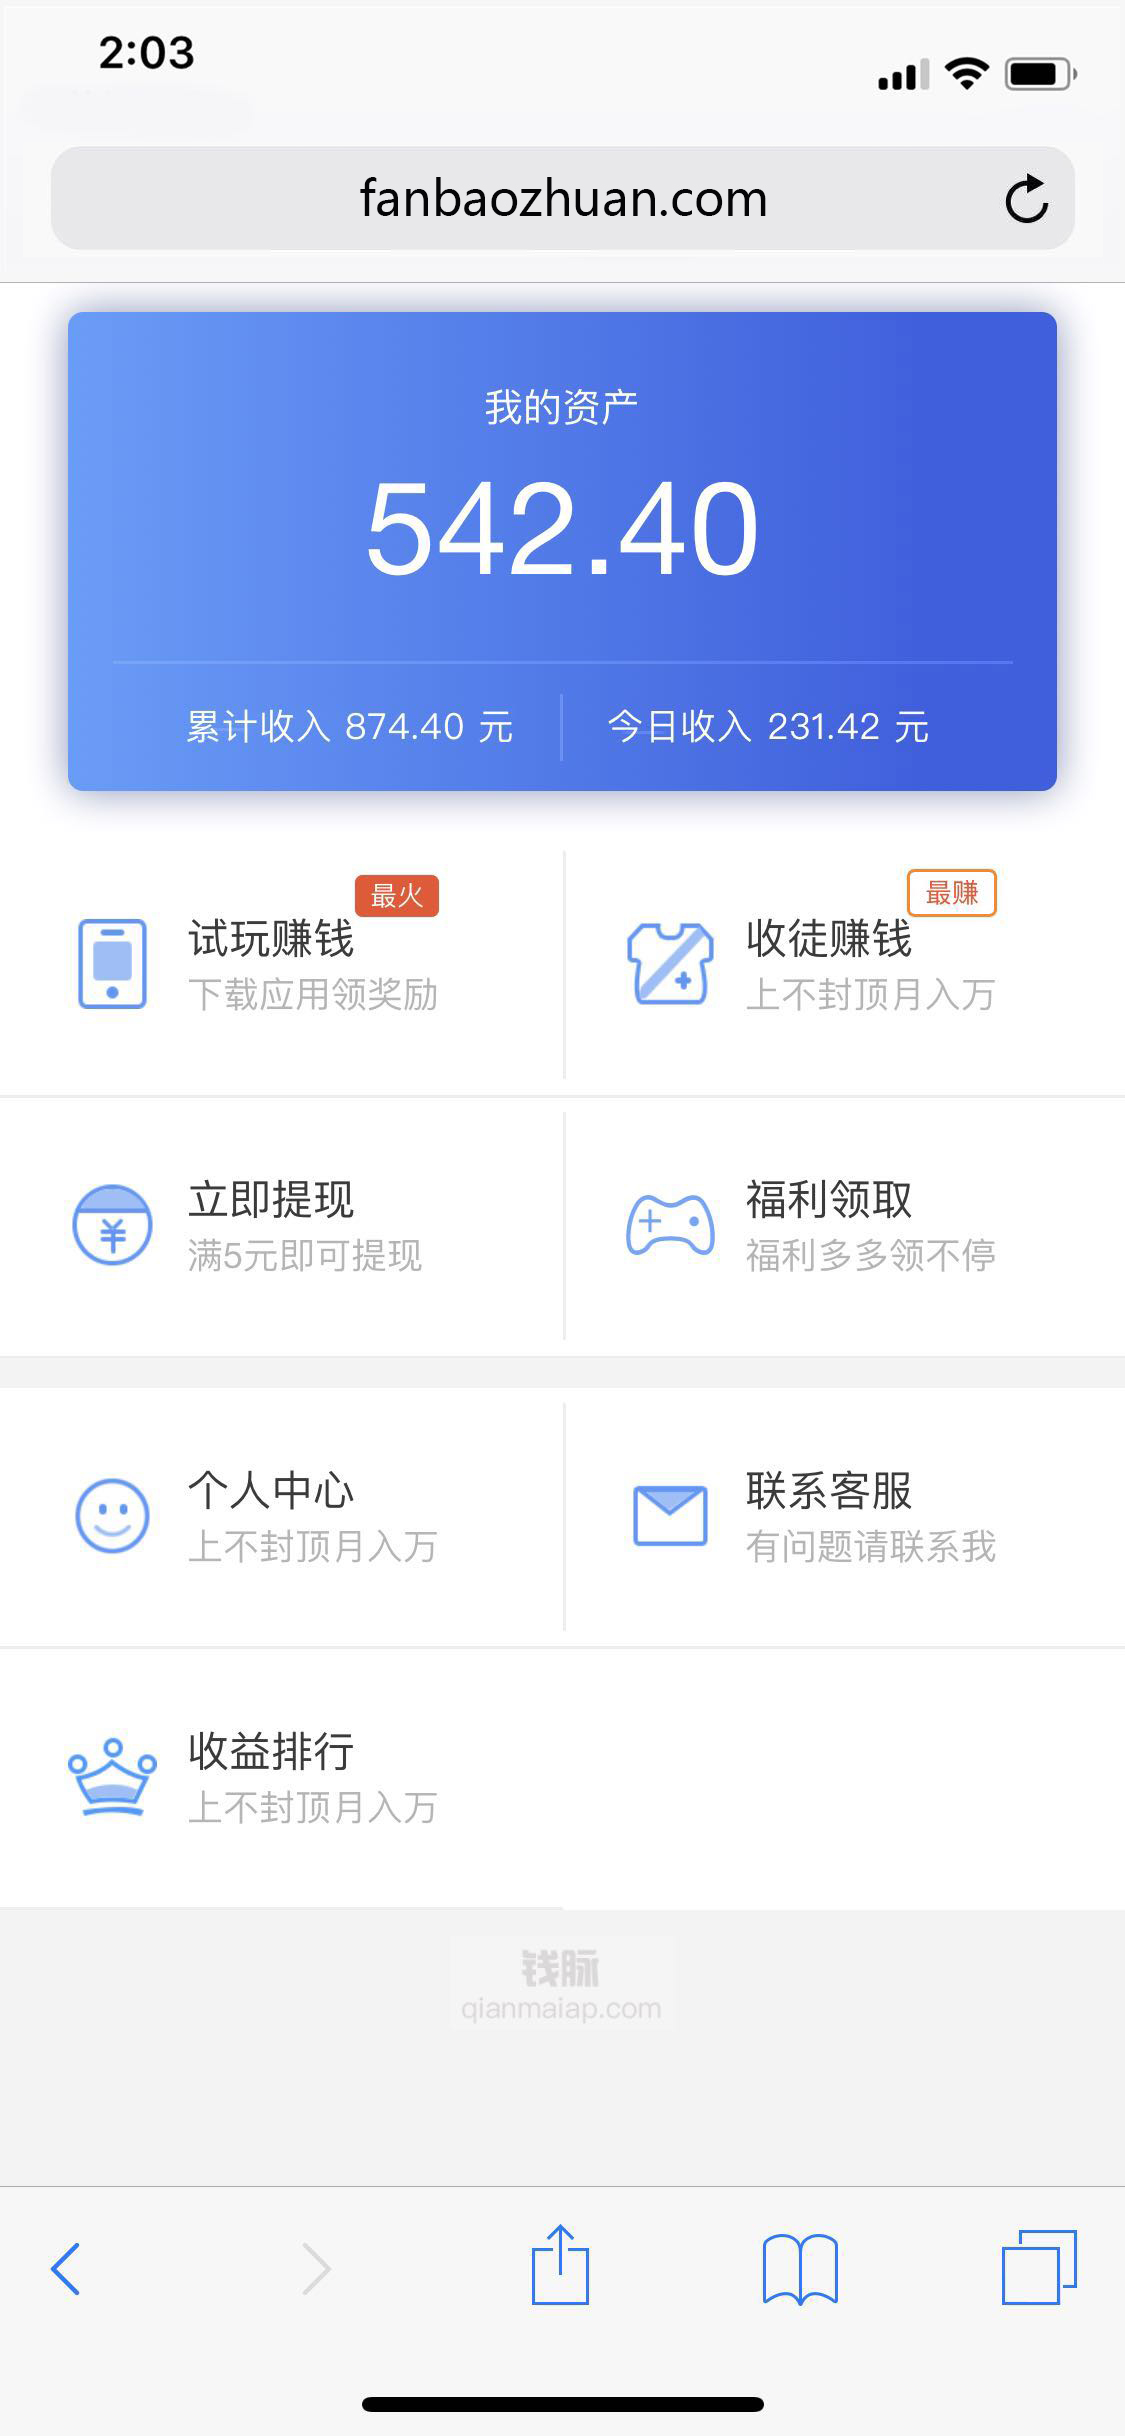 2:03
fanbaozhuan.com
我的资产
542.40
累计收入 874.40 元
今日收入 231.42 元
最火
试玩赚钱
下载应用领奖励
最赚
收徒赚钱
上不封顶月入万
立即提现
满5元即可提现
福利领取
福利多多领不停
个人中心
上不封顶月入万
联系客服
有问题请联系我
收益排行
上不封顶月入万
钱脉
qianmaiap.com